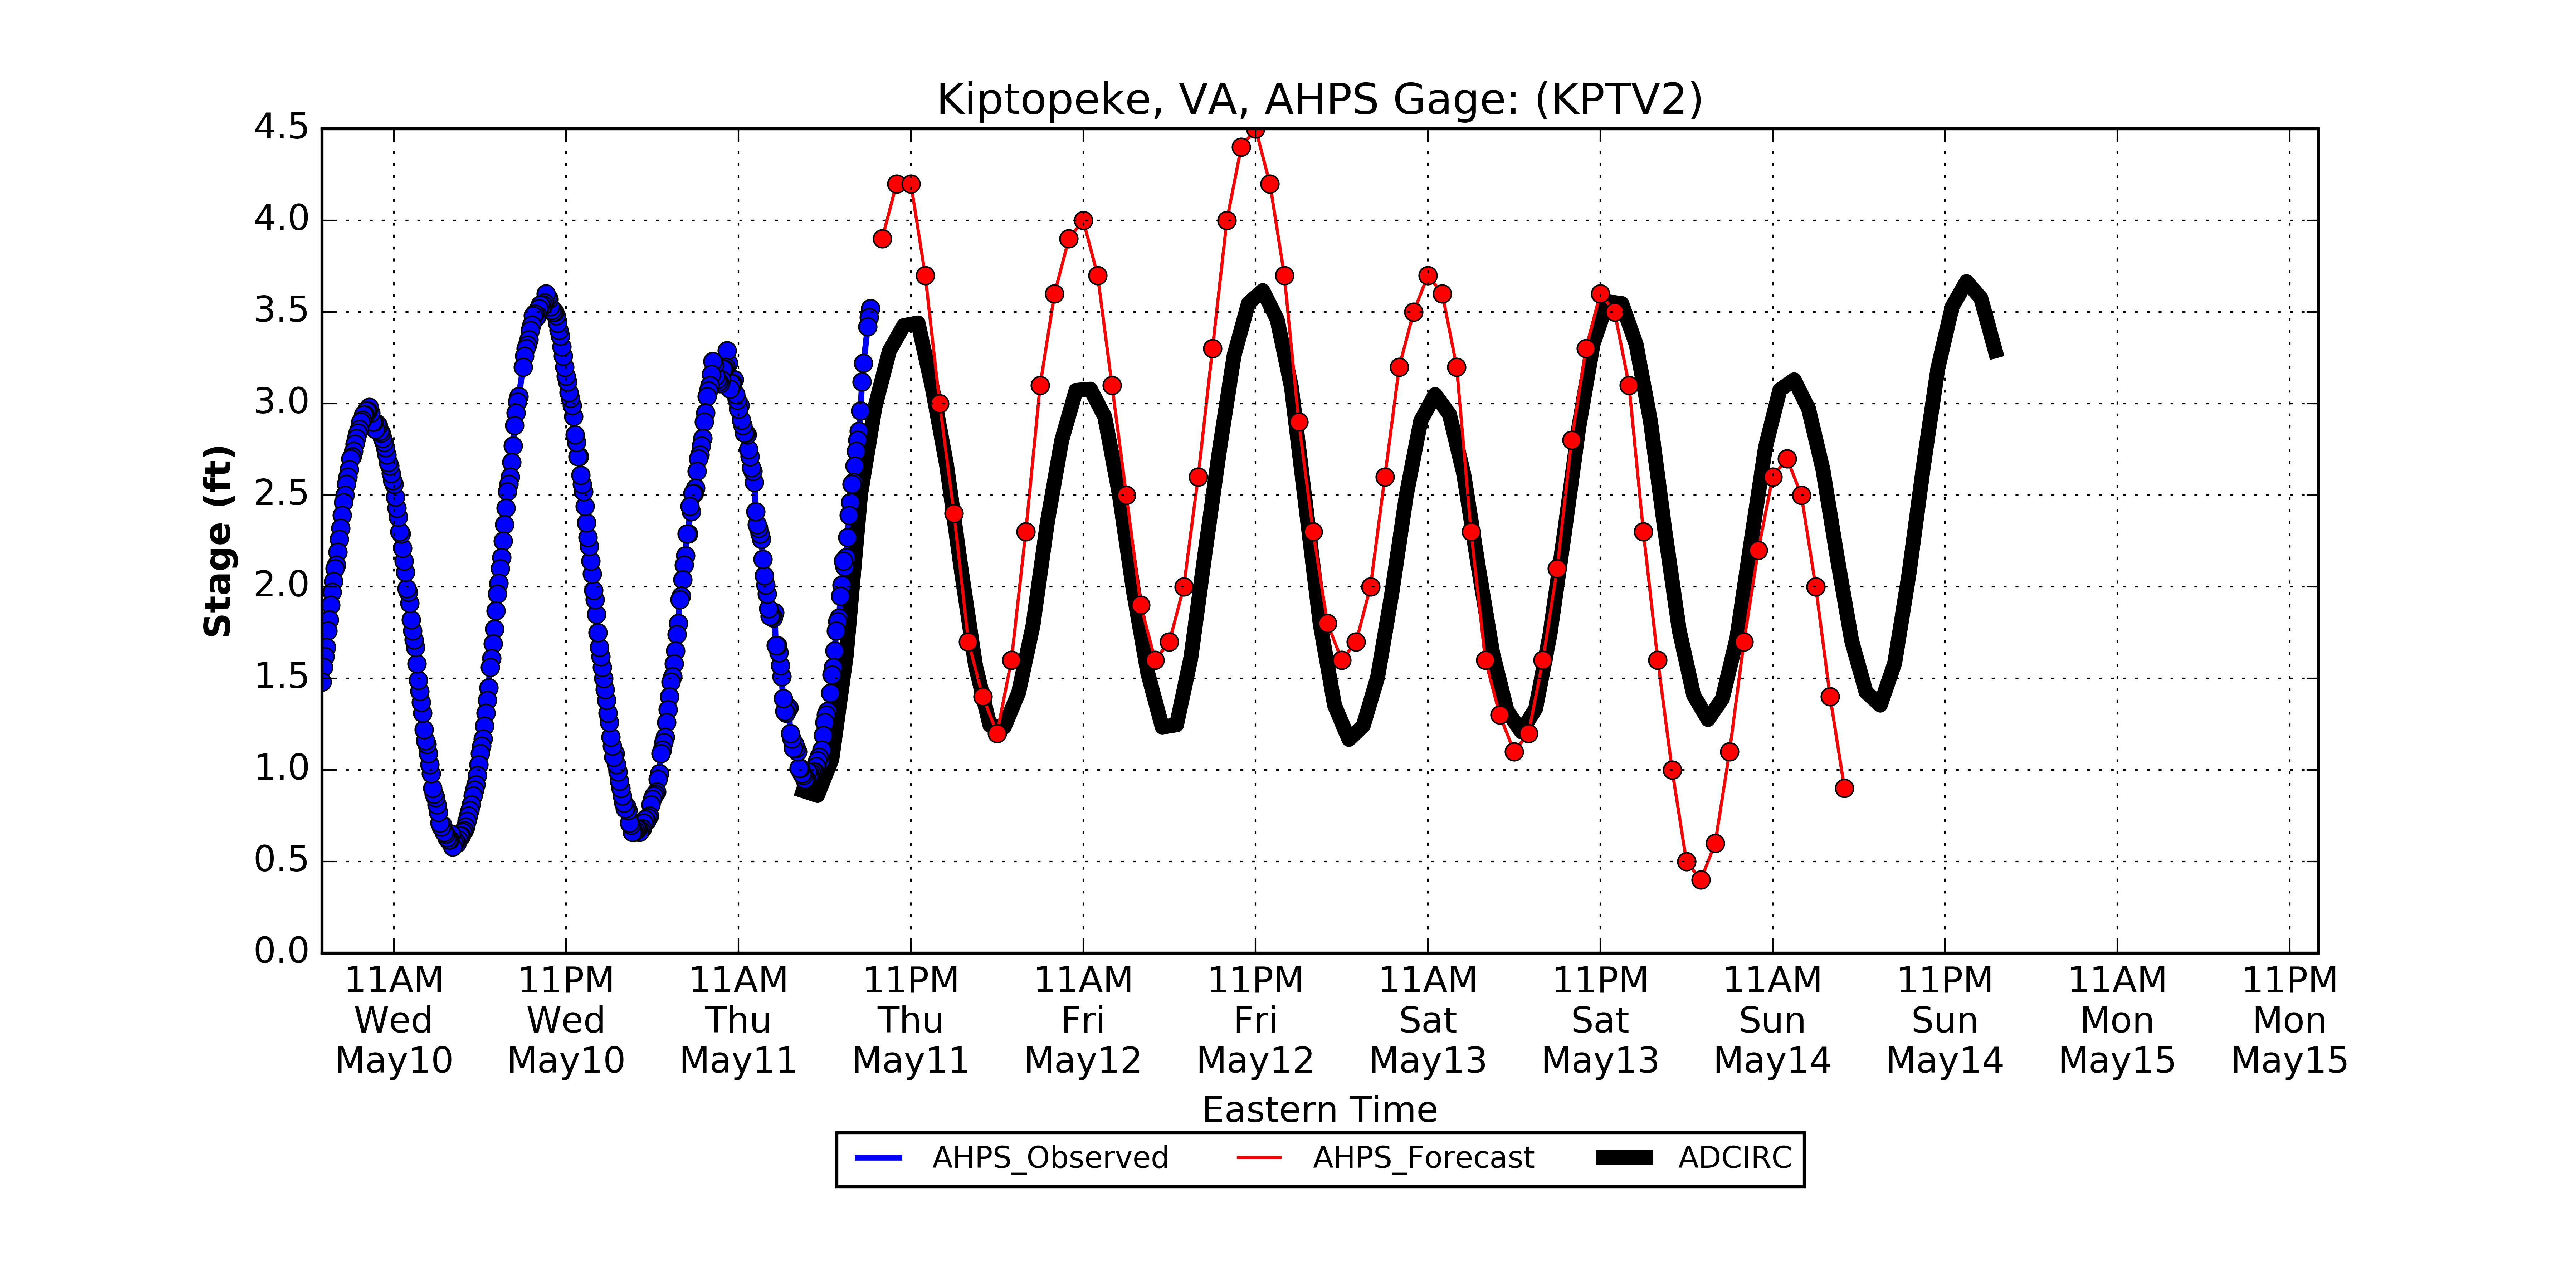 Kiptopeke, VA, AHPS Gage: (KPTV2)
4.5
4.0
3.5
3.0
2.5
2.0
1.5
1.0
0.5
0.0
Stage (ft)
11AM 11PM 11AM 11PM 11AM 11PM 11AM 11PM 11AM 11PM 11AM 11PM
Wed Wed Thu Thu Fri Fri Sat Sat Sun Sun Mon Mon
May10 May10 May11 May11 May12 May12 May13 May13 May14 May14 May15 May15
Eastern Time
AHPS_Observed AHPS_Forecast ADCIRC